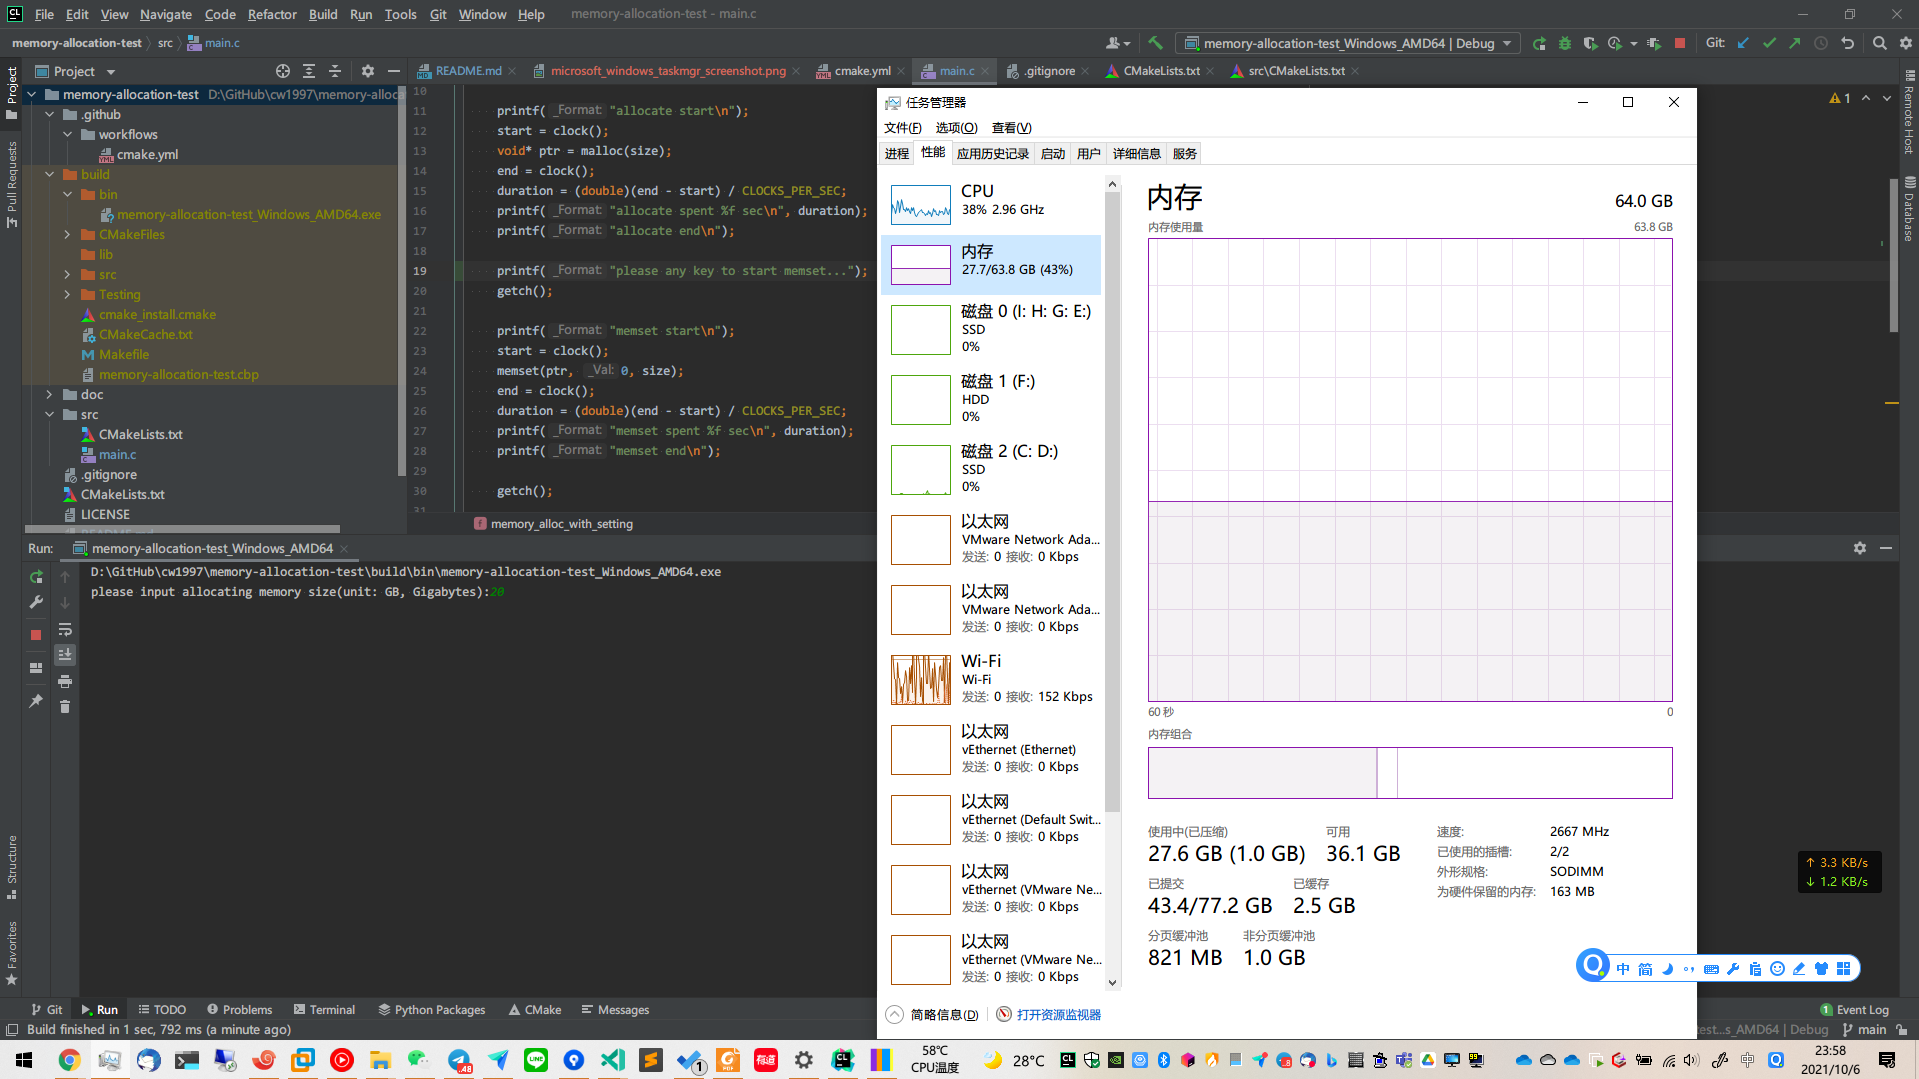 File Edit View Navigate Code Refactor Build Run Tools Git Window Help memory-allocation-test - main.c
memory-allocation-test src main.c
memory-allocation-test_Windows_AMD64 | Debug
Git:
Project
Project
README.md
microsoft_windows_taskmgr_screenshot.png
cmake.yml
main.c
.gitignore
CMakeLists.txt
src\CMakeLists.txt
Pull Requests
memory-allocation-test D:\GitHub\cw1997\memory-alloca
.github
workflows
cmake.yml
build
bin
memory-allocation-test_Windows_AMD64.exe
CMakeFiles
lib
src
Testing
cmake_install.cmake
CMakeCache.txt
Makefile
memory-allocation-test.cbp
doc
src
CMakeLists.txt
main.c
.gitignore
CMakeLists.txt
LICENSE
10
11 printf( _Format: "allocate start\n");
12 start = clock();
13 void* ptr = malloc(size);
14 end = clock();
15 duration = (double)(end - start) / CLOCKS_PER_SEC;
16 printf( _Format: "allocate spent %f sec\n", duration);
17 printf( _Format: "allocate end\n");
18
19 printf( _Format: "please any key to start memset...");
20 getch();
21
22 printf( _Format: "memset start\n");
23 start = clock();
24 memset(ptr, _Val: 0, size);
25 end = clock();
26 duration = (double)(end - start) / CLOCKS_PER_SEC;
27 printf( _Format: "memset spent %f sec\n", duration);
28 printf( _Format: "memset end\n");
29
30 getch();
31
f memory_alloc_with_setting
1
Remote Host
Database
Run: memory-allocation-test_Windows_AMD64
D:\GitHub\cw1997\memory-allocation-test\build\bin\memory-allocation-test_Windows_AMD64.exe
please input allocating memory size(unit: GB, Gigabytes):20
Structure
Favorites
任务管理器
文件(F) 选项(O) 查看(V)
进程 性能 应用历史记录 启动 用户 详细信息 服务
CPU
38% 2.96 GHz
内存
27.7/63.8 GB (43%)
磁盘 0 (I: H: G: E:)
SSD
0%
磁盘 1 (F:)
HDD
0%
磁盘 2 (C: D:)
SSD
0%
以太网
VMware Network Ada...
发送: 0 接收: 0 Kbps
以太网
VMware Network Ada...
发送: 0 接收: 0 Kbps
Wi-Fi
Wi-Fi
发送: 0 接收: 152 Kbps
以太网
vEthernet (Ethernet)
发送: 0 接收: 0 Kbps
以太网
vEthernet (Default Swit...
发送: 0 接收: 0 Kbps
以太网
vEthernet (VMware Ne...
发送: 0 接收: 0 Kbps
以太网
vEthernet (VMware Ne...
发送: 0 接收: 0 Kbps
内存 64.0 GB
内存使用量 63.8 GB
60 秒 0
内存组合
使用中(已压缩) 可用
27.6 GB (1.0 GB) 36.1 GB
已提交 已缓存
43.4/77.2 GB 2.5 GB
分页缓冲池 非分页缓冲池
821 MB 1.0 GB
速度: 2667 MHz
已使用的插槽: 2/2
外形规格: SODIMM
为硬件保留的内存: 163 MB
简略信息(D) 打开资源监视器
↑ 3.3 KB/s
↓ 1.2 KB/s
中 简
Git Run TODO Problems Terminal Python Packages CMake Messages
1 Event Log
Build finished in 1 sec, 792 ms (a minute ago)
test..s_AMD64 | Debug main
58℃
CPU温度
28°C
23:58
2021/10/6